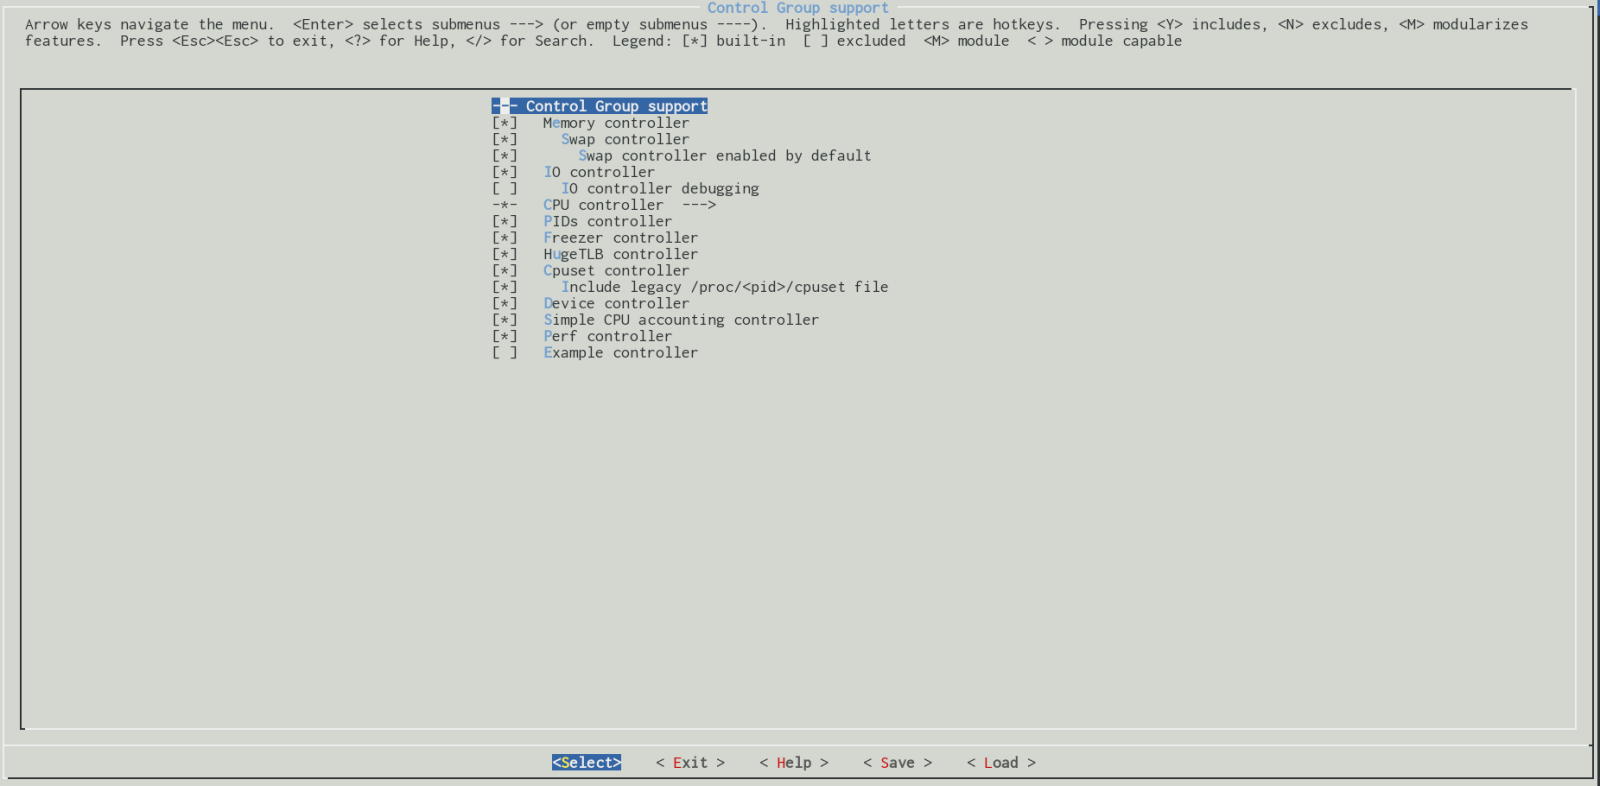 Control Group support
Arrow keys navigate the menu.  <Enter> selects submenus ---> (or empty submenus ----).  Highlighted letters are hotkeys.  Pressing <Y> includes, <N> excludes, <M> modularizes
features.  Press <Esc><Esc> to exit, <?> for Help, </> for Search.  Legend: [*] built-in  [ ] excluded  <M> module  < > module capable
--- Control Group support
[*]   Memory controller
[*]     Swap controller
[*]       Swap controller enabled by default
[*]   IO controller
[ ]     IO controller debugging
-*-   CPU controller  --->
[*]   PIDs controller
[*]   Freezer controller
[*]   HugeTLB controller
[*]   Cpuset controller
[*]     Include legacy /proc/<pid>/cpuset file
[*]   Device controller
[*]   Simple CPU accounting controller
[*]   Perf controller
[ ]   Example controller
<Select>    < Exit >    < Help >    < Save >    < Load >